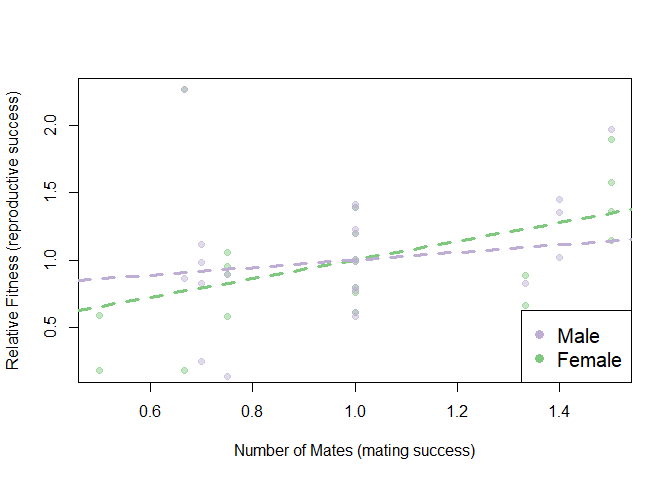 Relative Fitness (reproductive success)
2.0
1.5
1.0
0.5
Male
Female
0.6
0.8
1.0
1.2
1.4
Number of Mates (mating success)